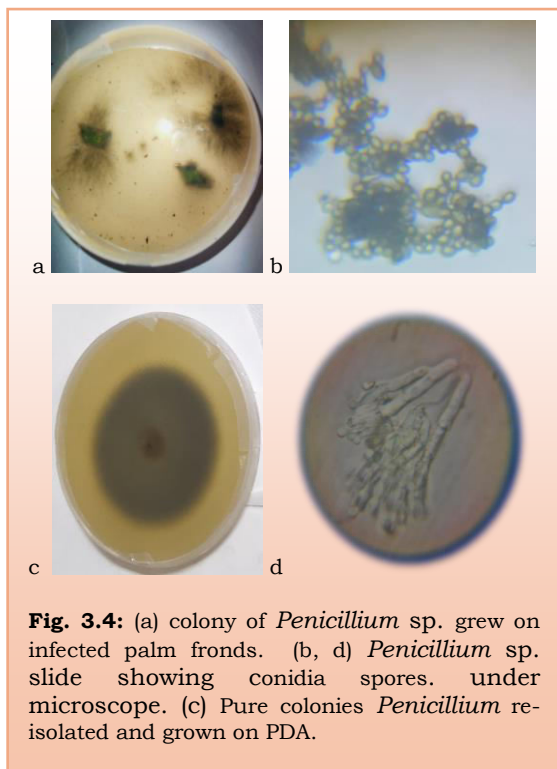 a b
c d
Fig. 3.4: (a) colony of Penicillium sp. grew on
infected palm fronds. (b, d) Penicillium sp.
slide showing conidia spores. under
microscope. (c) Pure colonies Penicillium re-
isolated and grown on PDA.